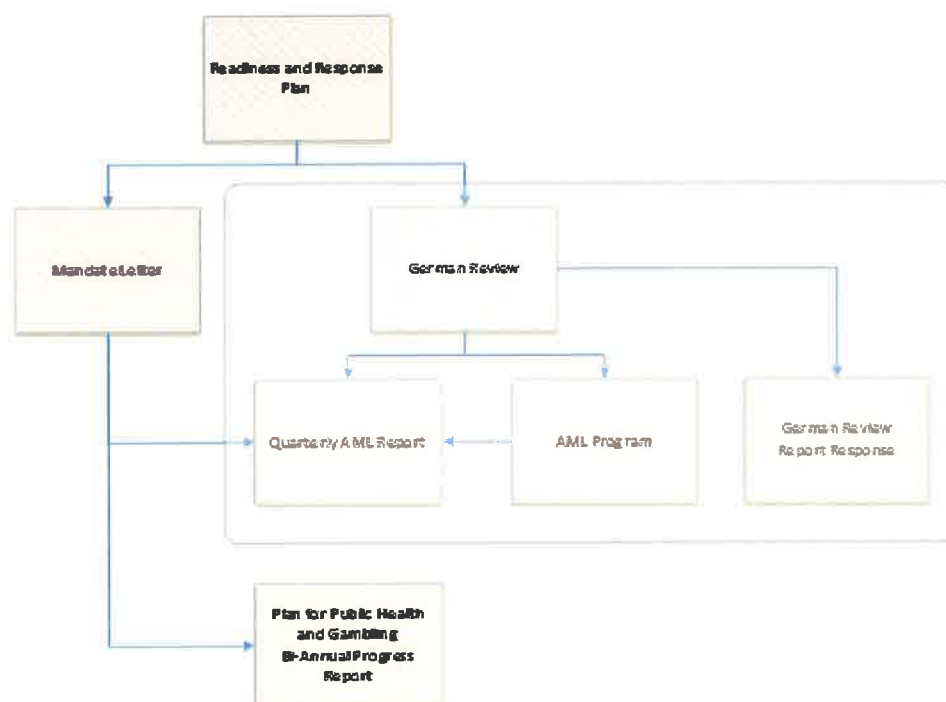 Readiness and Response
Plan
Mandate Letter
German Review
Quarterly AML Report
AML Program
German Review
Report Response
Plan for Public Health
and Gambling
Bi-Annual Progress
Report